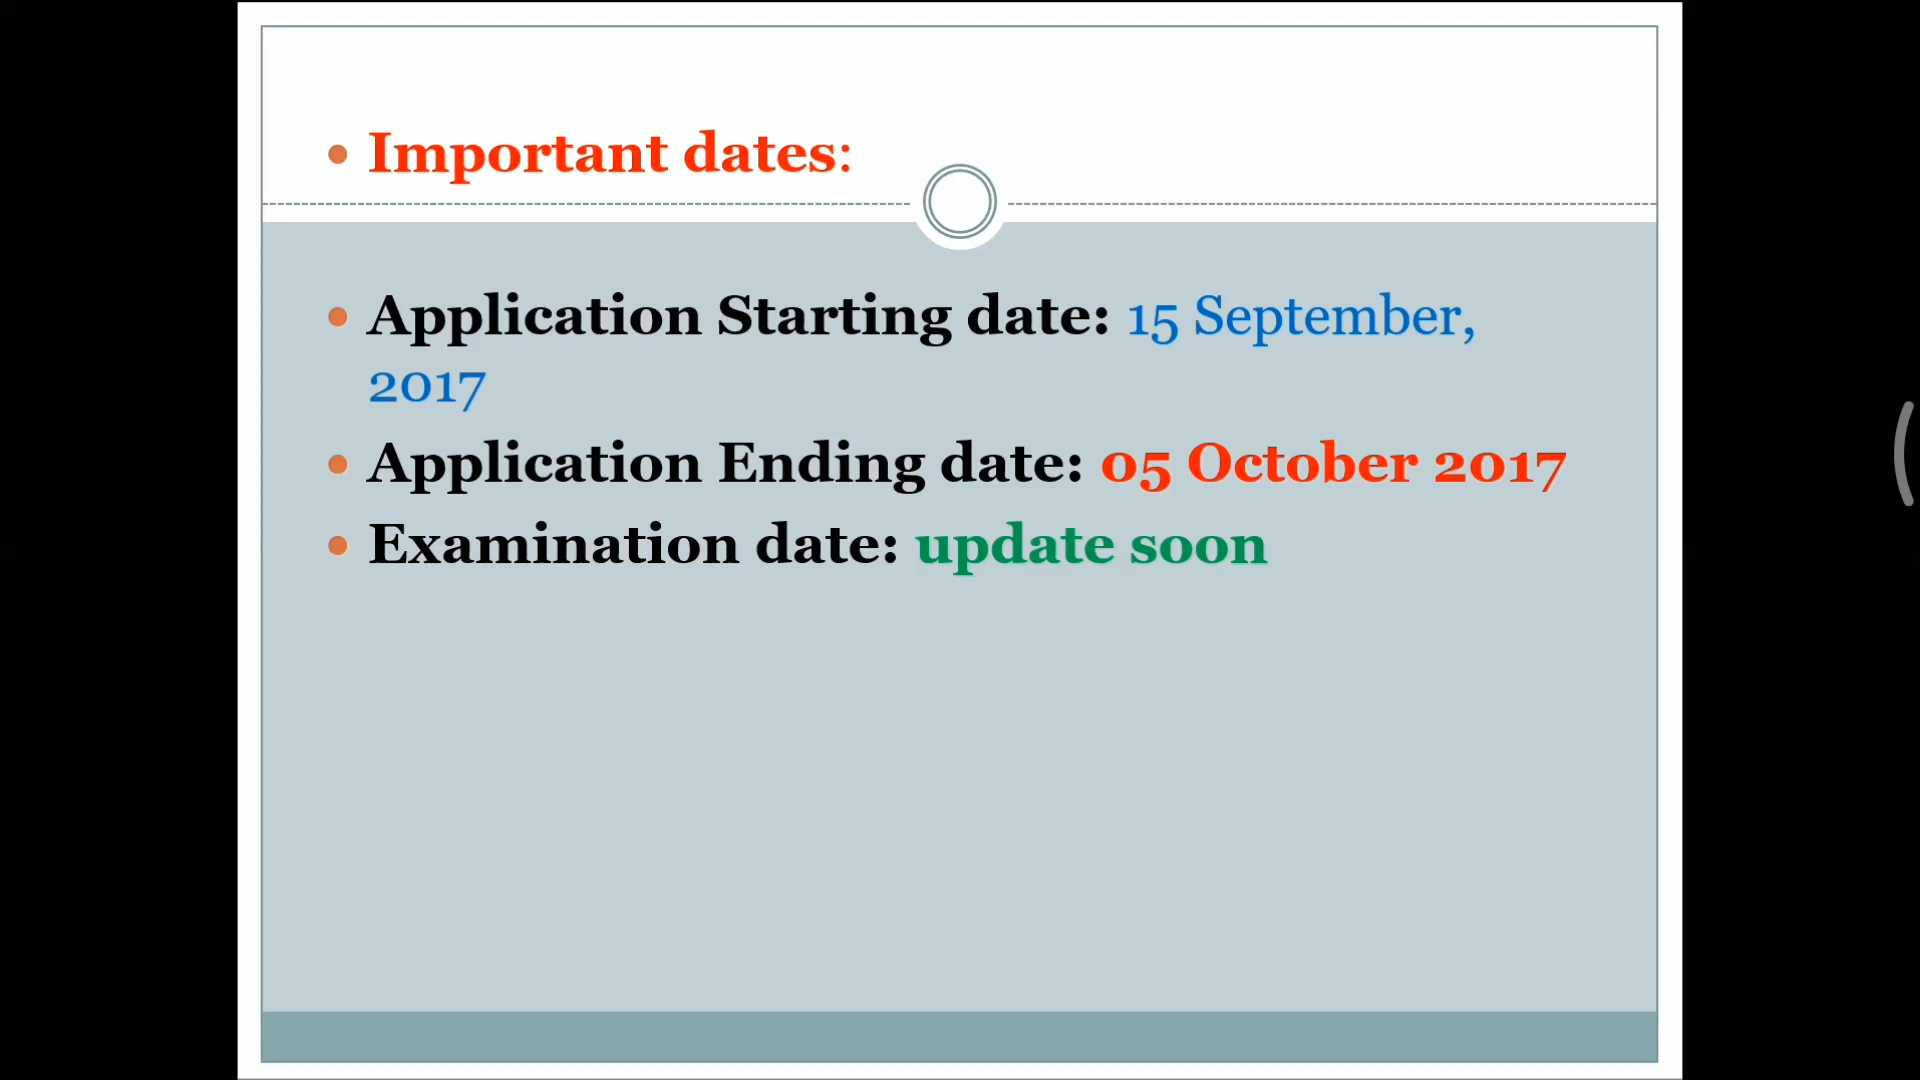 Important dates:
Application Starting date: 15 September,
2017
Application Ending date: 05 October 2017
Examination date: update soon